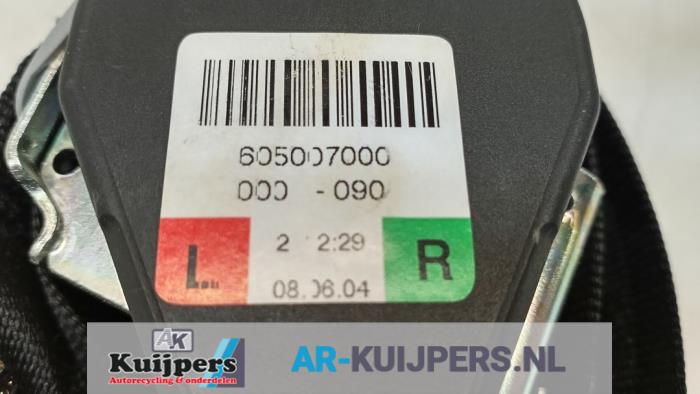 605007000
000 - 090
L R
2 2:29
08.06.04
AK
Kuijpers
Autorecycling & onderdelen
AR-KUIJPERS.NL